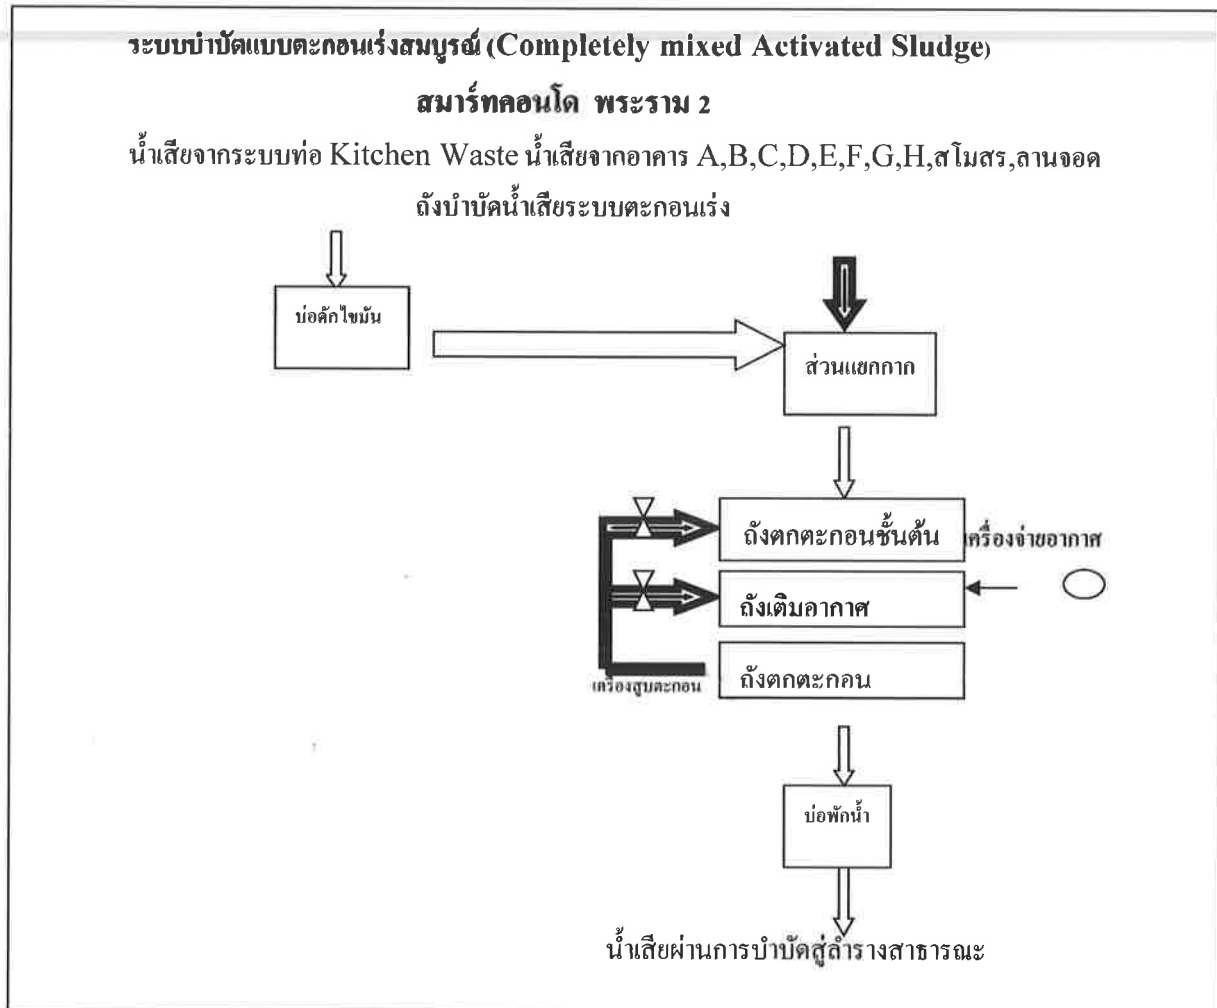 ระบบบำบัดแบบตะกอนเร่งสมบูรณ์ (Completely mixed Activated Sludge)
สมาร์ทคอนโด พระราม 2
น้ำเสียจากระบบท่อ Kitchen Waste น้ำเสียจากอาคาร A,B,C,D,E,F,G,H,สโมสร,ลานจอด
ถังบำบัดน้ำเสียระบบตะกอนเร่ง
บ่อดักไขมัน
ส่วนแยกกาก
ถังตกตะกอนชั้นต้น
เครื่องจ่ายอากาศ
ถังเติมอากาศ
ถังตกตะกอน
เครื่องสูบตะกอน
บ่อพักน้ำ
น้ำเสียผ่านการบำบัดสู่ลำรางสาธารณะ